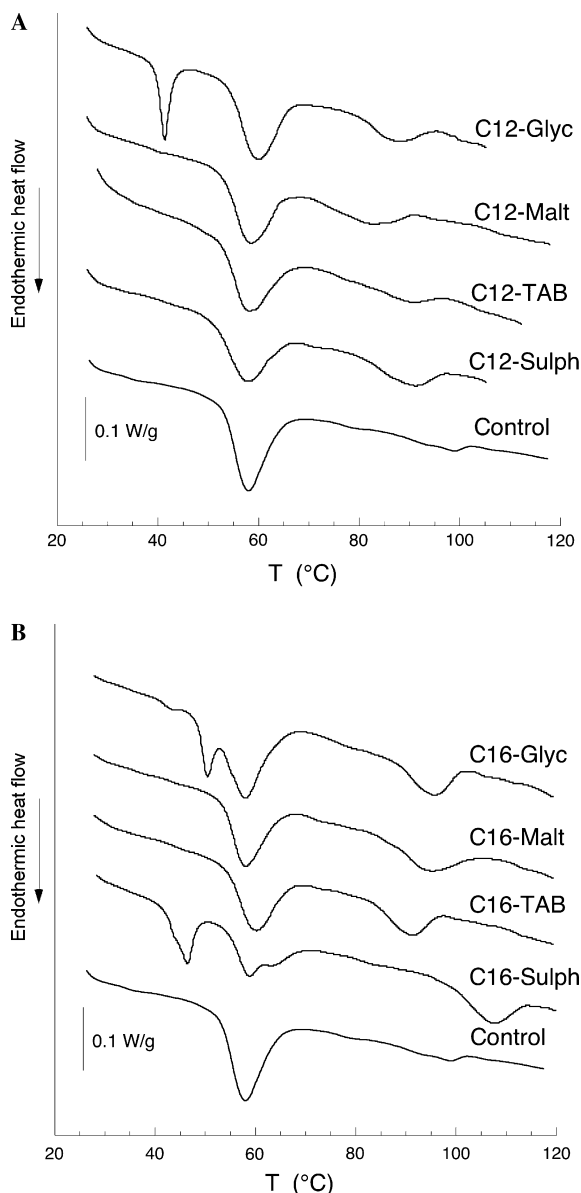 A
Endothermic heat flow
C12-Glyc
C12-Malt
C12-TAB
C12-Sulph
Control
0.1 W/g
20 40 60 80 100 120
T (°C)
B
Endothermic heat flow
C16-Glyc
C16-Malt
C16-TAB
C16-Sulph
Control
0.1 W/g
20 40 60 80 100 120
T (°C)